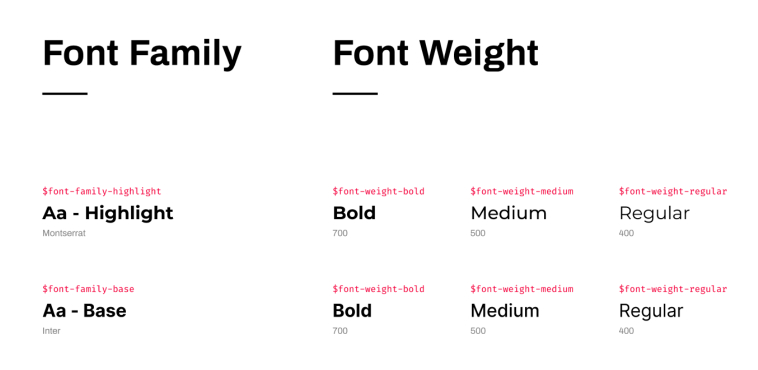 Font Family
Font Weight
$font-family-highlight
Aa - Highlight
Montserrat
$font-weight-bold
Bold
700
$font-weight-medium
Medium
500
$font-weight-regular
Regular
400
$font-family-base
Aa - Base
Inter
$font-weight-bold
Bold
700
$font-weight-medium
Medium
500
$font-weight-regular
Regular
400